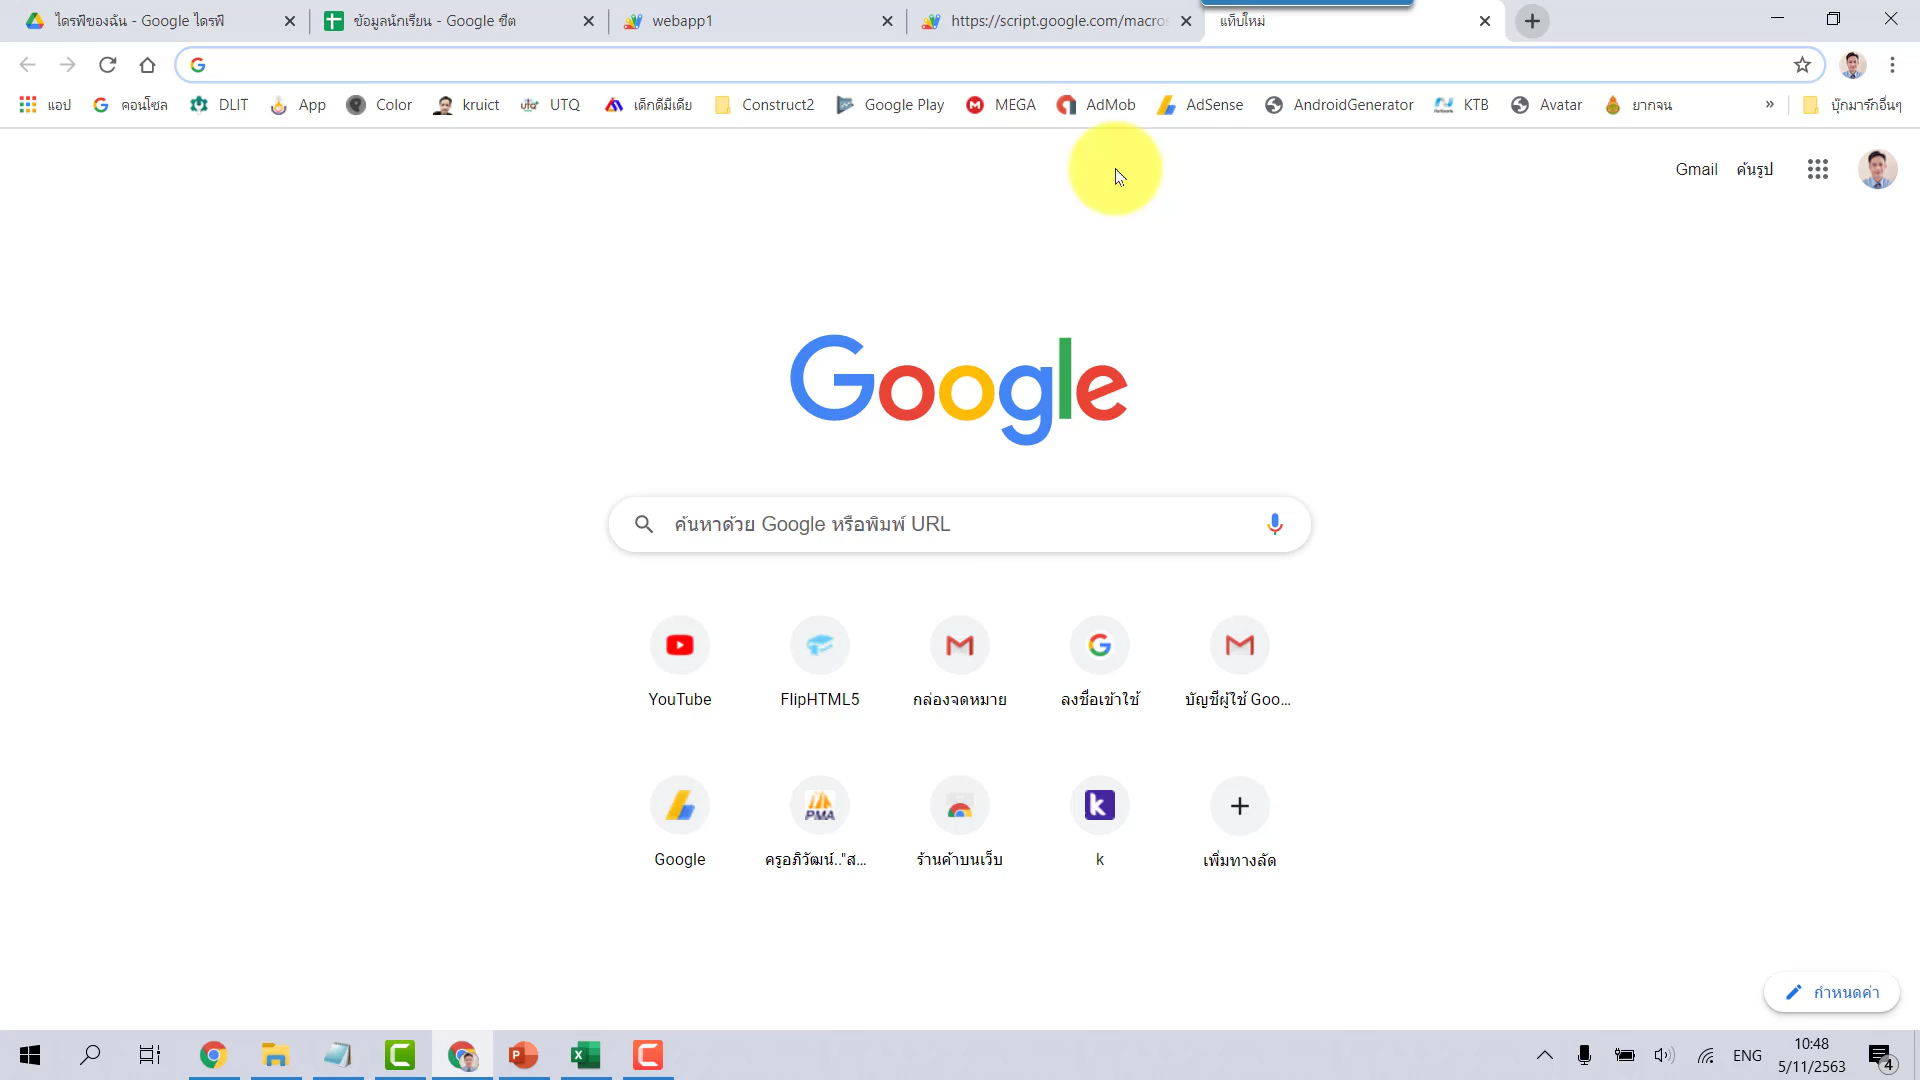 ไดรฟ์ของฉัน - Google ไดรฟ์
ข้อมูลนักเรียน - Google ชีต
webapp1
https://script.google.com/macros
แท็บใหม่
แอป
คอนโซล
DLIT
App
Color
kruict
UTQ
เด็กดีมีเดีย
Construct2
Google Play
MEGA
AdMob
AdSense
AndroidGenerator
KTB
Avatar
ยากจน
»
บุ๊กมาร์กอื่นๆ
Gmail
ค้นรูป
Google
ค้นหาด้วย Google หรือพิมพ์ URL
YouTube
FlipHTML5
กล่องจดหมาย
ลงชื่อเข้าใช้
บัญชีผู้ใช้ Goo...
PMA
k
Google
ครูอภิวัฒน์.."ส...
ร้านค้าบนเว็บ
k
เพิ่มทางลัด
กำหนดค่า
ENG
10:48
5/11/2563
4